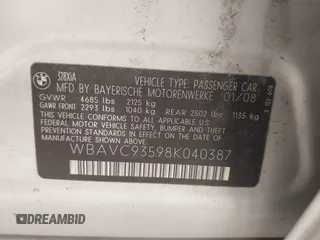 BMW
328XiA
VEHICLE TYPE: PASSENGER CAR
MFD BY BAYERISCHE MOTORENWERKE 01/08
GVWR 4685 lbs 2125 kg
GAWR FRONT 2293 lbs 1040 kg REAR 2502 lbs 1135 kg
THIS VEHICLE CONFORMS TO ALL APPLICABLE
FEDERAL MOTOR VEHICLE SAFETY, BUMPER AND THEFT
PREVENTION STANDARDS IN EFFECT ON THE DATE OF
MANUFACTURE SHOWN ABOVE
WBAVC93598K040387
DREAMBID